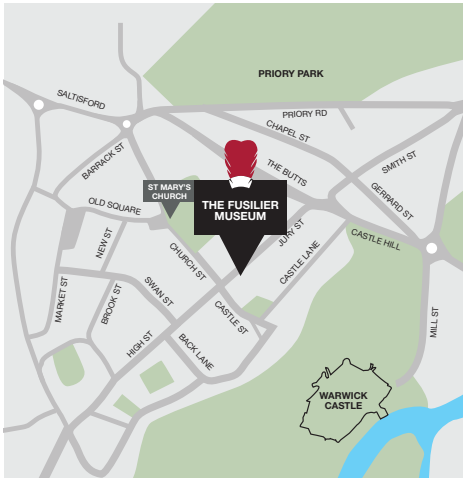 PRIORY PARK
SALTISFORD
PRIORY RD
CHAPEL ST
BARRACK ST
THE BUTTS
SMITH ST
ST MARY'S
CHURCH
GERRARD ST
OLD SQUARE
THE FUSILIER
MUSEUM
JURY ST
NEW ST
CHURCH ST
CASTLE HILL
CASTLE LANE
MARKET ST
BROOK ST
SWAN ST
CASTLE ST
MILL ST
HIGH ST
BACK LANE
WARWICK
CASTLE